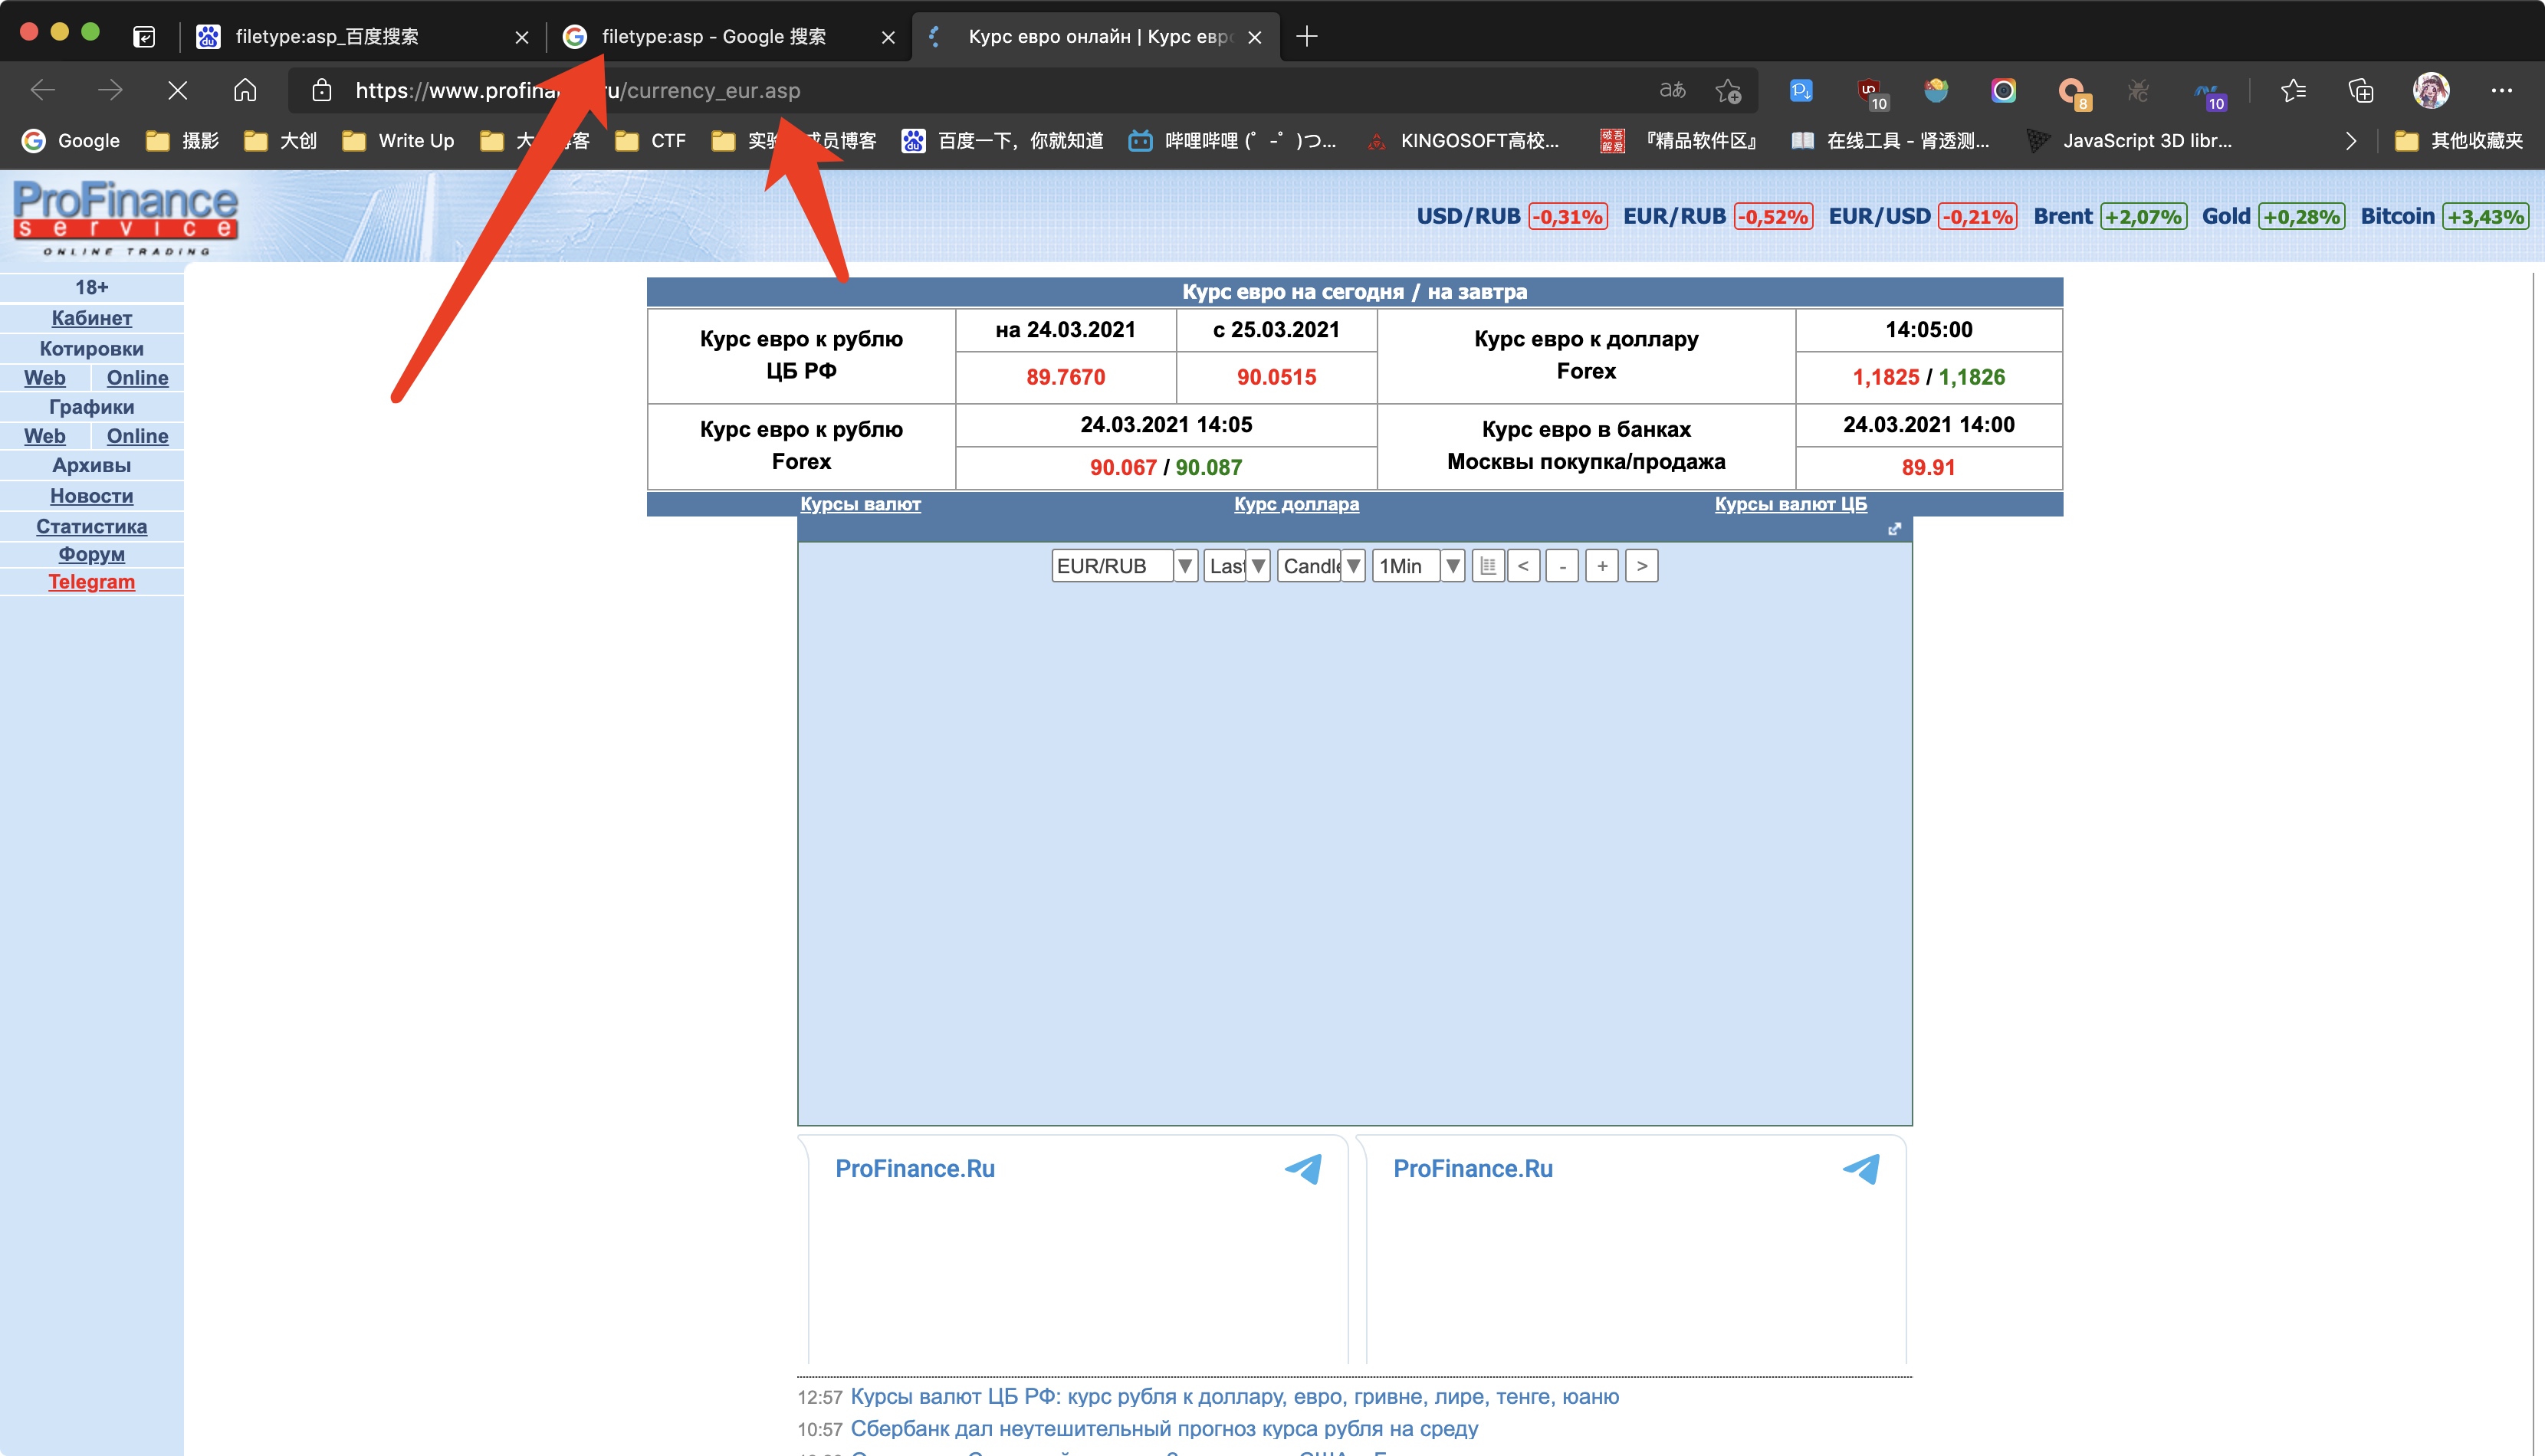 filetype:asp_百度搜索
filetype:asp - Google 搜索
Курс евро онлайн | Курс евро
https://www.profinan ru/currency_eur.asp
10
8
10
Google
摄影
大创
Write Up
CTF
员博客
百度一下，你就知道
哔哩哔哩 (゜-゜)つ...
KINGOSOFT高校...
『精品软件区』
在线工具 - 肾透测...
JavaScript 3D libr...
其他收藏夹
ProFinance
service
ONLINE TRADING
USD/RUB -0,31% EUR/RUB -0,52% EUR/USD -0,21% Brent +2,07% Gold +0,28% Bitcoin +3,43%
18+
Кабинет
Котировки
Web Online
Графики
Web Online
Архивы
Новости
Статистика
Форум
Telegram
Курс евро на сегодня / на завтра
Курс евро к рублю
ЦБ РФ
на 24.03.2021
с 25.03.2021
89.7670
90.0515
Курс евро к доллару
Forex
14:05:00
1,1825 / 1,1826
Курс евро к рублю
Forex
24.03.2021 14:05
90.067 / 90.087
Курс евро в банках
Москвы покупка/продажа
24.03.2021 14:00
89.91
Курсы валют
Курс доллара
Курсы валют ЦБ
EUR/RUB
Last
Candle
1Min
< - + >
ProFinance.Ru
ProFinance.Ru
12:57 Курсы валют ЦБ РФ: курс рубля к доллару, евро, гривне, лире, тенге, юаню
10:57 Сбербанк дал неутешительный прогноз курса рубля на среду